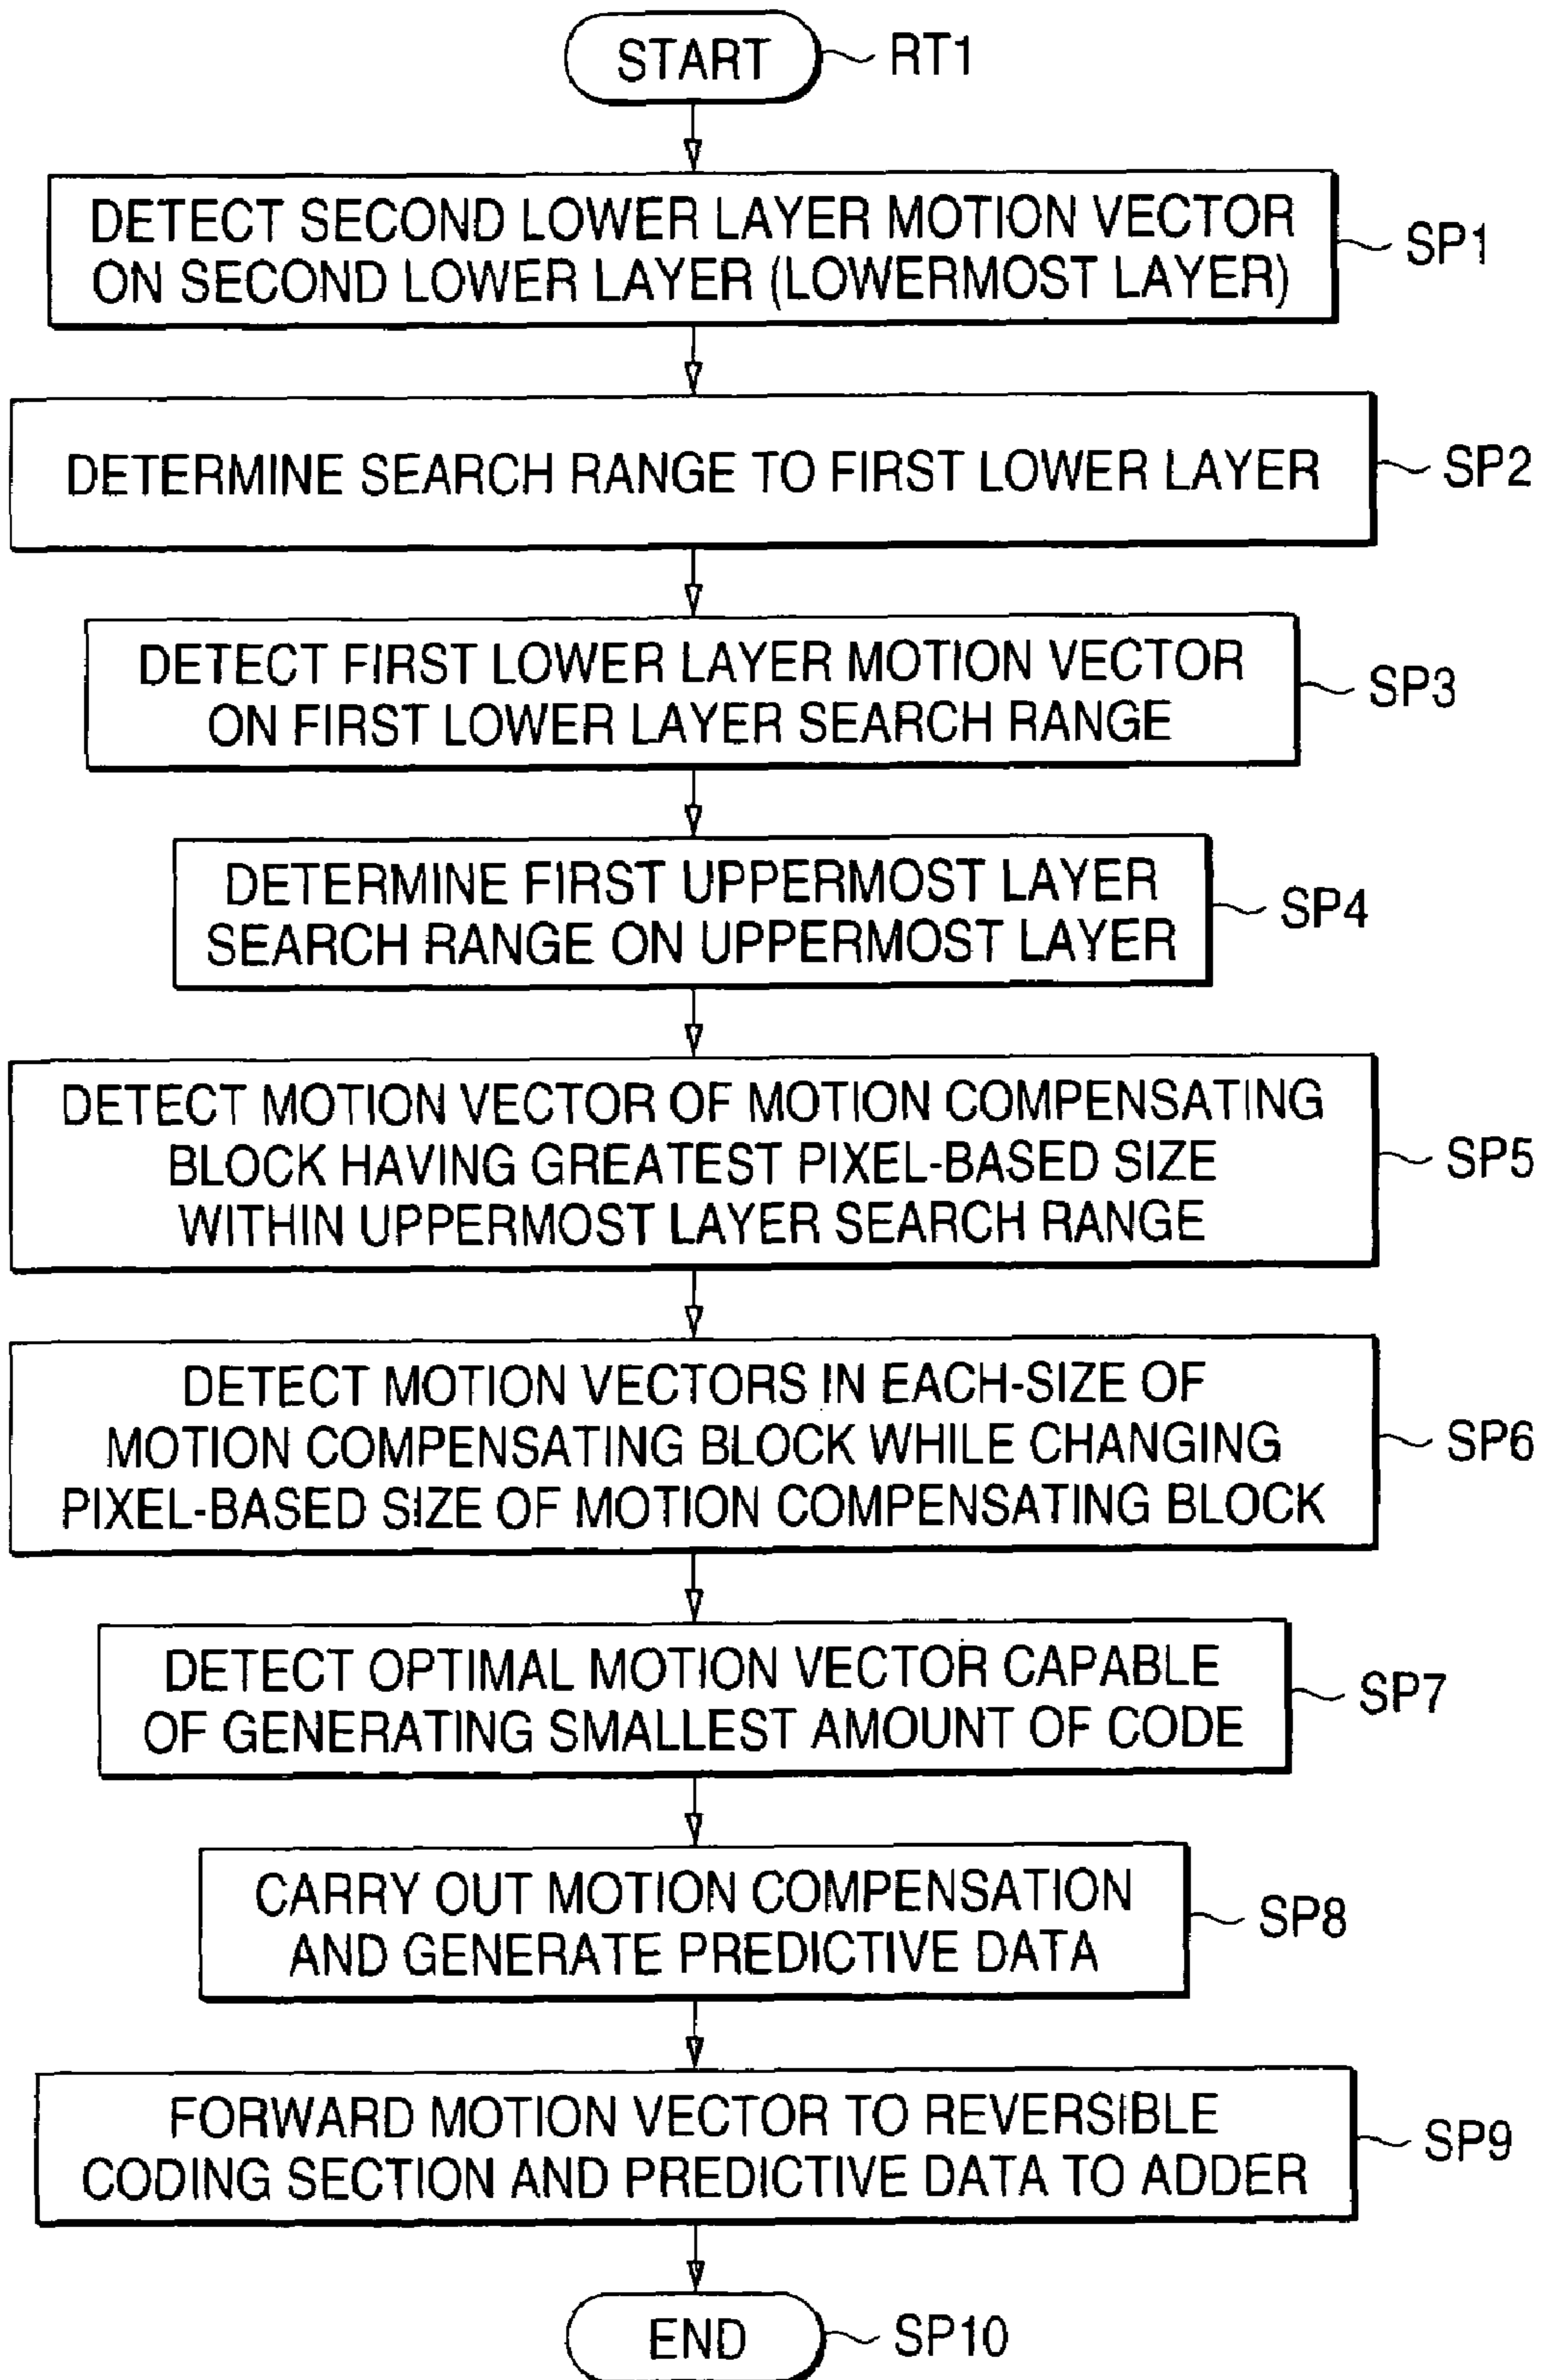 START
RT1
DETECT SECOND LOWER LAYER MOTION VECTOR
ON SECOND LOWER LAYER (LOWERMOST LAYER)
SP1
DETERMINE SEARCH RANGE TO FIRST LOWER LAYER
SP2
DETECT FIRST LOWER LAYER MOTION VECTOR
ON FIRST LOWER LAYER SEARCH RANGE
SP3
DETERMINE FIRST UPPERMOST LAYER
SEARCH RANGE ON UPPERMOST LAYER
SP4
DETECT MOTION VECTOR OF MOTION COMPENSATING
BLOCK HAVING GREATEST PIXEL-BASED SIZE
WITHIN UPPERMOST LAYER SEARCH RANGE
SP5
DETECT MOTION VECTORS IN EACH-SIZE OF
MOTION COMPENSATING BLOCK WHILE CHANGING
PIXEL-BASED SIZE OF MOTION COMPENSATING BLOCK
SP6
DETECT OPTIMAL MOTION VECTOR CAPABLE
OF GENERATING SMALLEST AMOUNT OF CODE
SP7
CARRY OUT MOTION COMPENSATION
AND GENERATE PREDICTIVE DATA
SP8
FORWARD MOTION VECTOR TO REVERSIBLE
CODING SECTION AND PREDICTIVE DATA TO ADDER
SP9
END
SP10